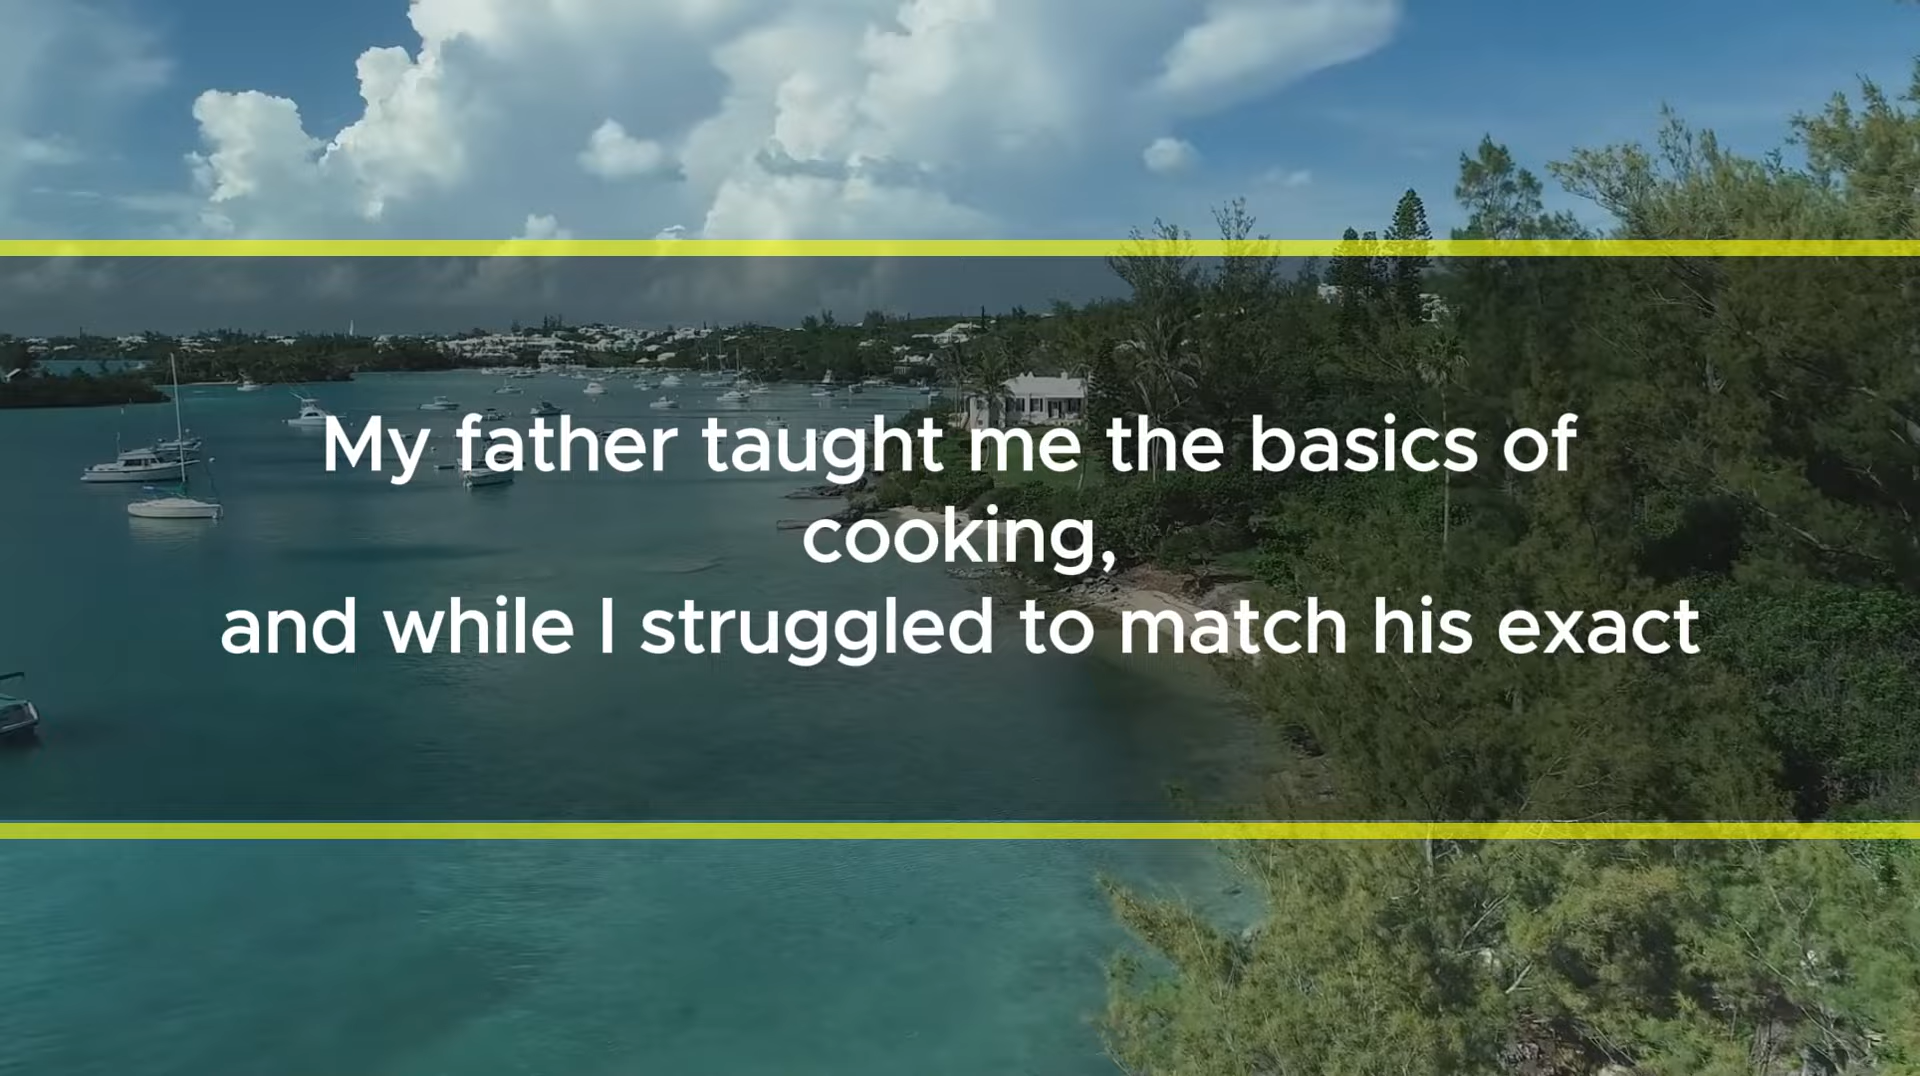 My father taught me the basics of
cooking,
and while I struggled to match his exact